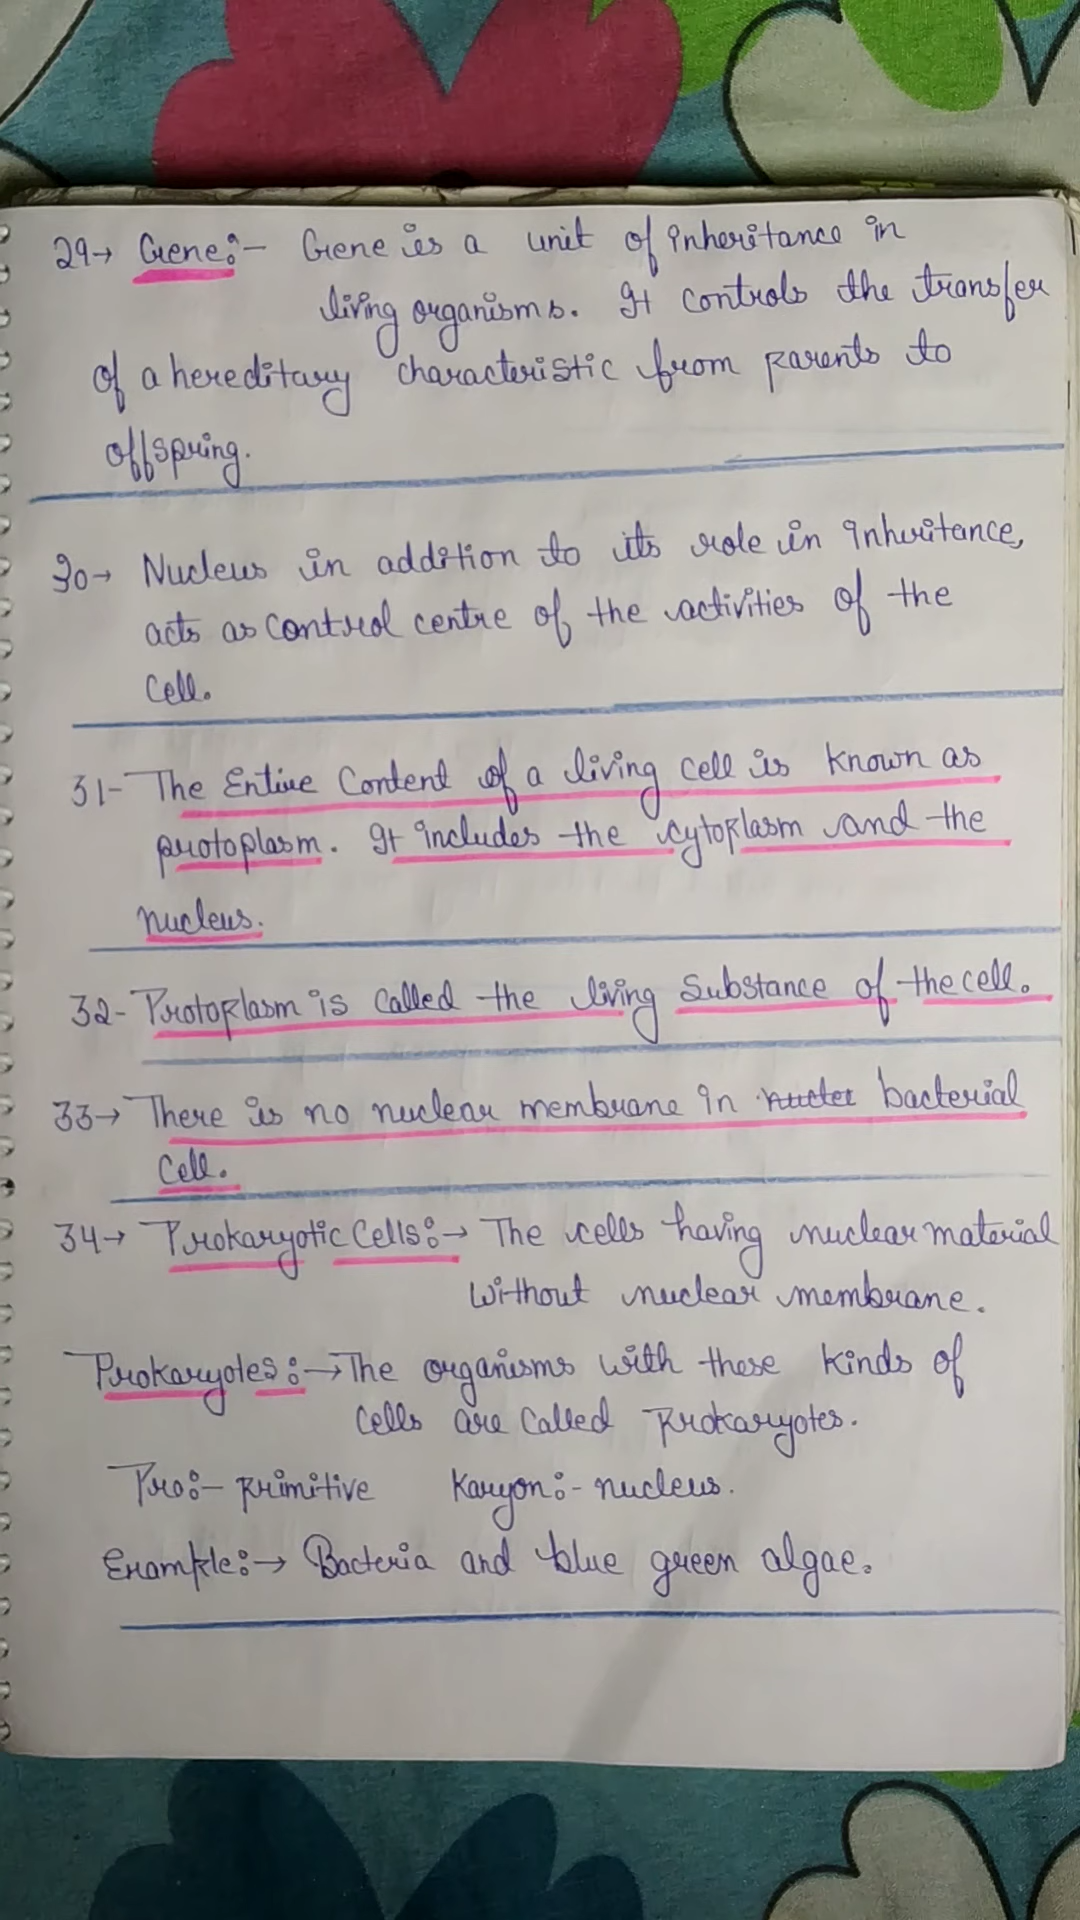 29→ Gene:- Gene is a unit of inheritance in
living organisms. It controls the transfer
of a hereditary characteristic from parents to
offspring.
30→ Nucleus in addition to its role in inheritance,
acts as control centre of the activities of the
cell.
31- The Entire Content of a living cell is known as
protoplasm. It includes the cytoplasm and the
nucleus.
32- Protoplasm is called the living Substance of the cell.
33→ There is no nuclear membrane in bacterial
cell.
34→ Prokaryotic Cells:→ The cells having nuclear material
without nuclear membrane.
Prokaryotes:→ The organisms with these kinds of
cells are called prokaryotes.
Pro:- primitive Karyon:- nucleus.
Example:→ Bacteria and blue green algae.